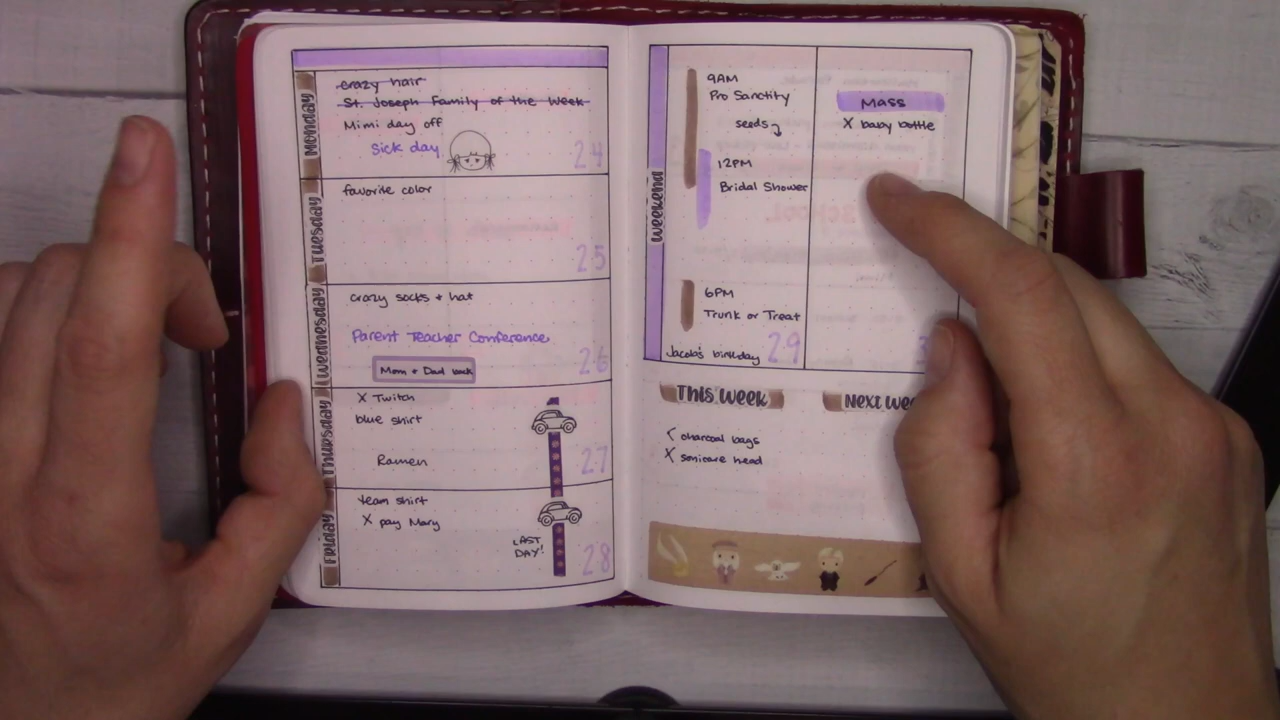 MONDAY
crazy hair
St. Joseph Family of the Week
Mimi day off
Sick day
24
TUESDAY
favorite color
25
Wednesday
crazy socks + hat
Parent Teacher Conference
Mom + Dad back
26
Thursday
X Twitch
blue shirt
Ramen
27
FRIDAY
team shirt
X pay Mary
LAST
DAY!
28
weekend
9AM
Pro Sanctity
seeds
12PM
Bridal Shower
6PM
Trunk or Treat
Jacob's birthday
29
Mass
X baby bottle
3
This week
< charcoal bags
X sonicare head
Next wee